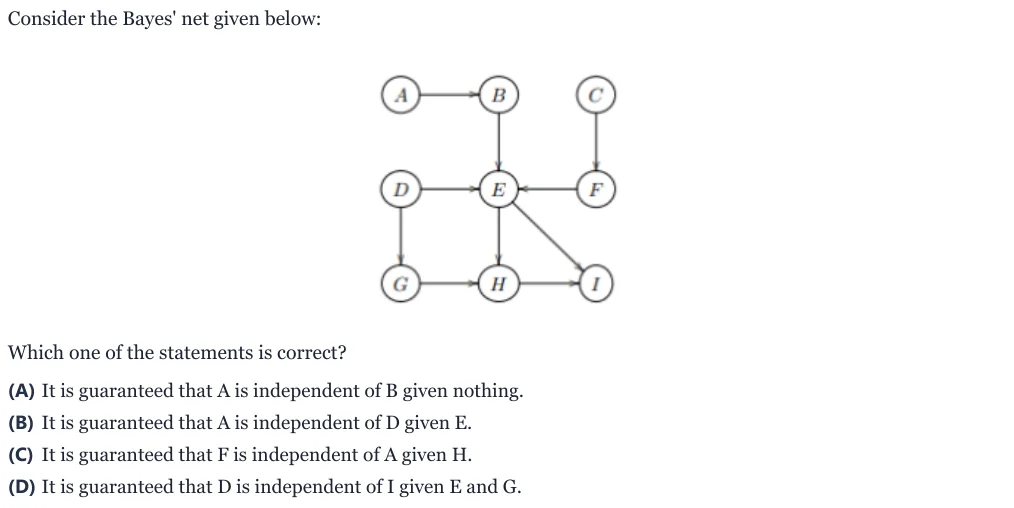 Consider the Bayes' net given below:
A B C
D E F
G H I
Which one of the statements is correct?
(A) It is guaranteed that A is independent of B given nothing.
(B) It is guaranteed that A is independent of D given E.
(C) It is guaranteed that F is independent of A given H.
(D) It is guaranteed that D is independent of I given E and G.